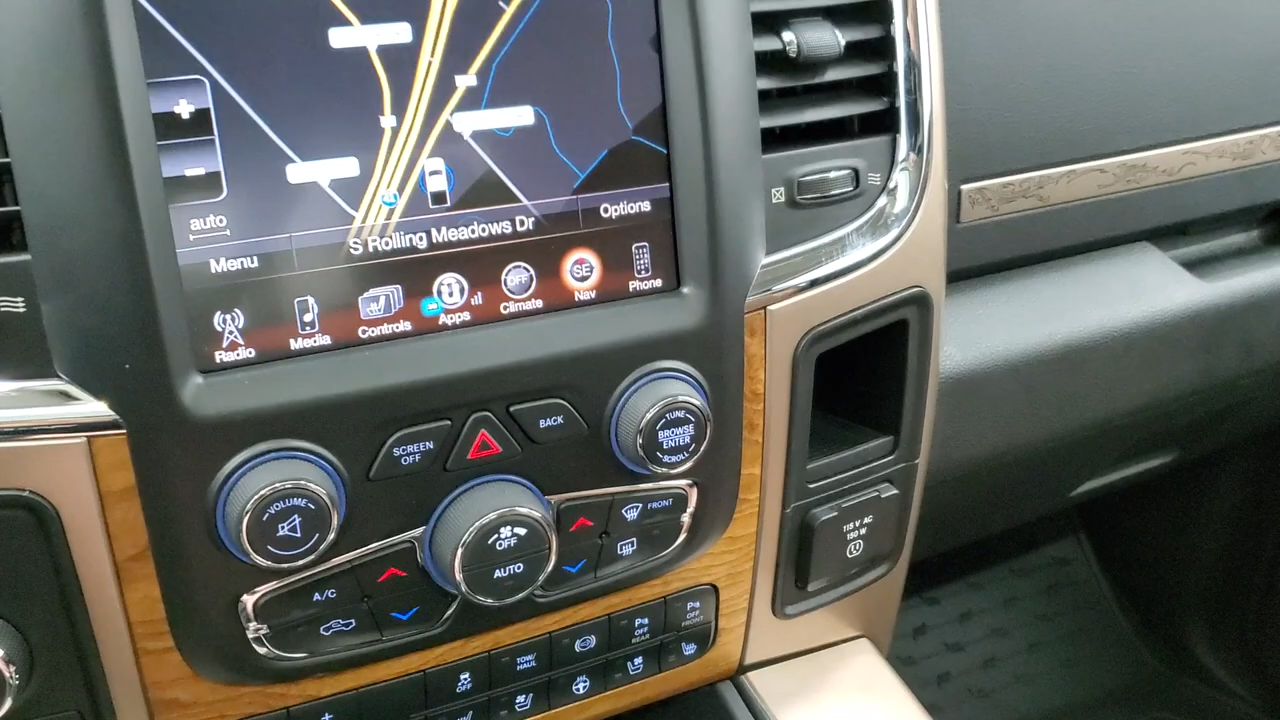 auto
Menu
S Rolling Meadows Dr
Options
Radio
Media
Controls
Apps
OFF
Climate
SE
Nav
Phone
SCREEN
OFF
BACK
TUNE
BROWSE
ENTER
SCROLL
VOLUME
OFF
AUTO
FRONT
A/C
115 V AC
150 W
OFF
TOW/
HAUL
P
OFF
REAR
P
OFF
FRONT